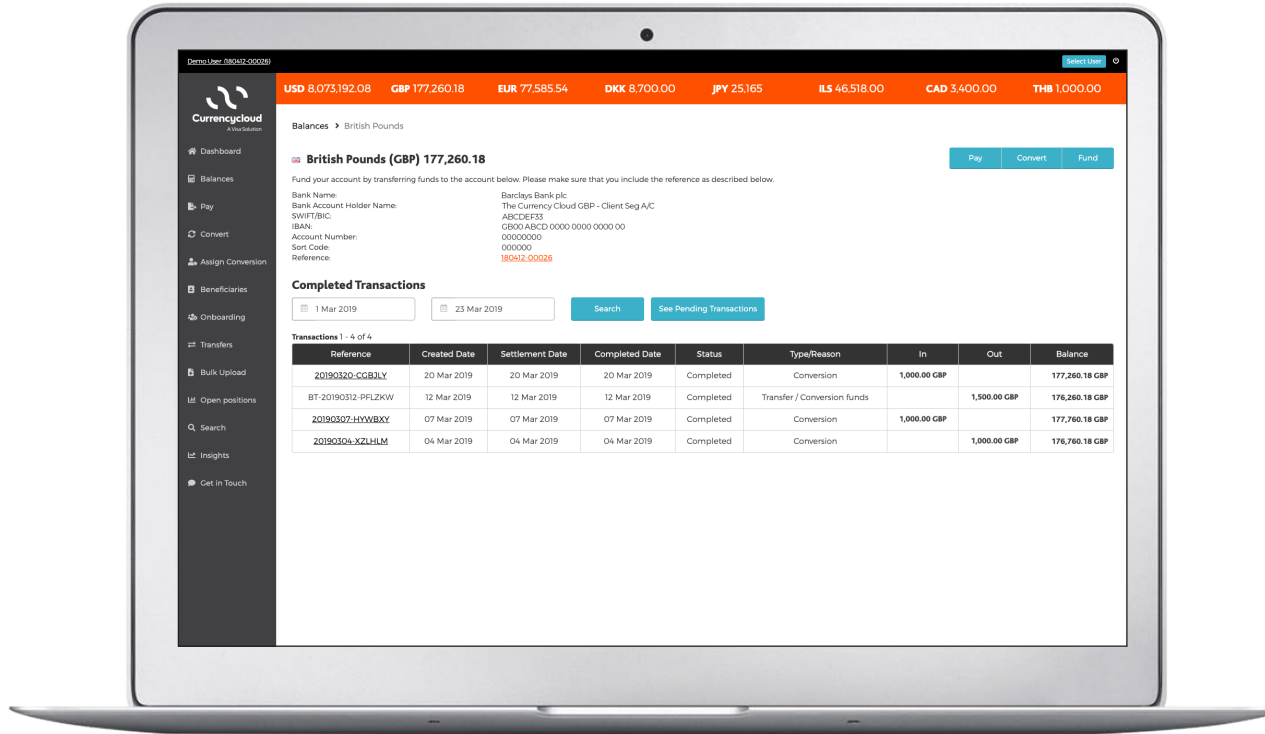 Demo User (180412-00026)
Select User
USD 8,073,192.08 GBP 177,260.18 EUR 77,585.54 DKK 8,700.00 JPY 25,165 ILS 46,518.00 CAD 3,400.00 THB 1,000.00
Currencycloud
A Visa Solution
Dashboard
Balances
Pay
Convert
Assign Conversion
Beneficiaries
Onboarding
Transfers
Bulk Upload
Open positions
Search
Insights
Get in Touch
Balances > British Pounds
British Pounds (GBP) 177,260.18
Pay Convert Fund
Fund your account by transferring funds to the account below. Please make sure that you include the reference as described below.
Bank Name: Barclays Bank plc
Bank Account Holder Name: The Currency Cloud GBP - Client Seg A/C
SWIFT/BIC: ABCDEF33
IBAN: GB00 ABCD 0000 0000 0000 00
Account Number: 00000000
Sort Code: 000000
Reference: 180412-00026
Completed Transactions
1 Mar 2019 23 Mar 2019 Search See Pending Transactions
Transactions 1 - 4 of 4
Reference Created Date Settlement Date Completed Date Status Type/Reason In Out Balance
20190320-CGBJLY 20 Mar 2019 20 Mar 2019 20 Mar 2019 Completed Conversion 1,000.00 GBP 177,260.18 GBP
BT-20190312-PFLZKW 12 Mar 2019 12 Mar 2019 12 Mar 2019 Completed Transfer / Conversion funds 1,500.00 GBP 176,260.18 GBP
20190307-HYWBXY 07 Mar 2019 07 Mar 2019 07 Mar 2019 Completed Conversion 1,000.00 GBP 177,760.18 GBP
20190304-XZLHLM 04 Mar 2019 04 Mar 2019 04 Mar 2019 Completed Conversion 1,000.00 GBP 176,760.18 GBP